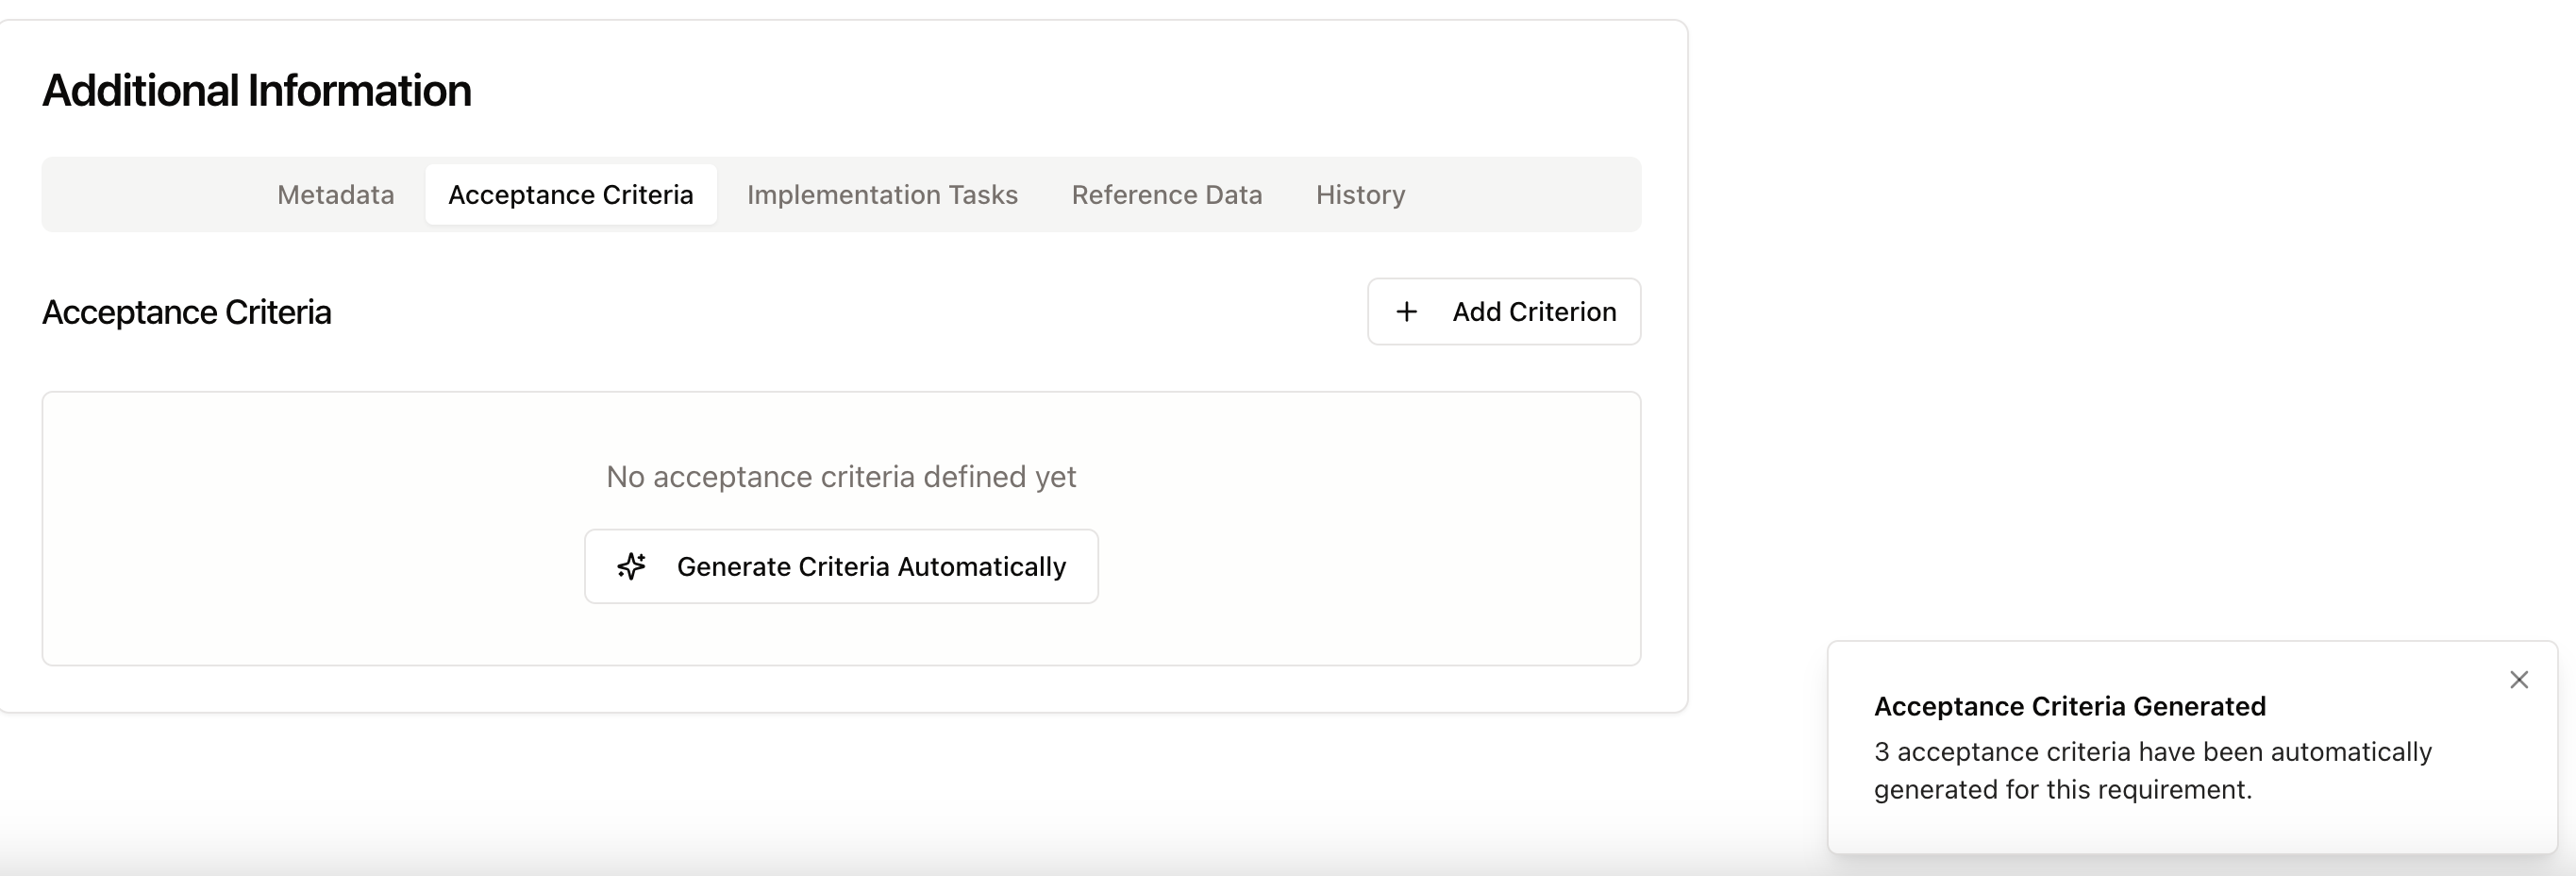 Additional Information
Metadata
Acceptance Criteria
Implementation Tasks
Reference Data
History
Acceptance Criteria
Add Criterion
No acceptance criteria defined yet
Generate Criteria Automatically
Acceptance Criteria Generated
3 acceptance criteria have been automatically
generated for this requirement.